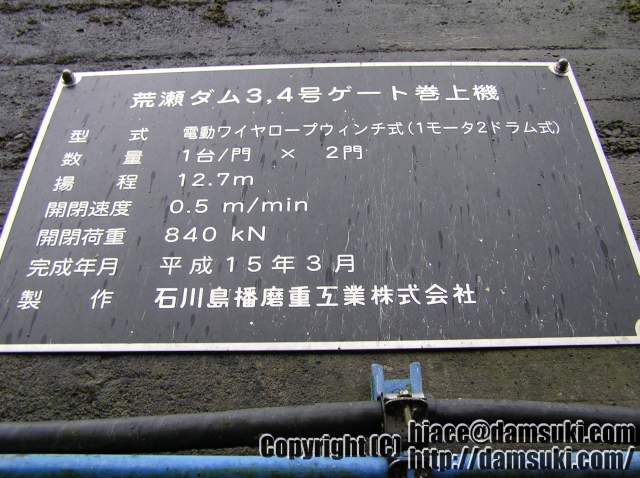 荒瀬ダム3,4号ゲート巻上機
型 式 電動ワイヤロープウィンチ式(1モータ2ドラム式)
数 量 1台/門 × 2門
揚 程 12.7m
開閉速度 0.5 m/min
開閉荷重 840 kN
完成年月 平成15年3月
製 作 石川島播磨重工業株式会社
Copyright (C) hiace@damsuki.com
http://damsuki.com/